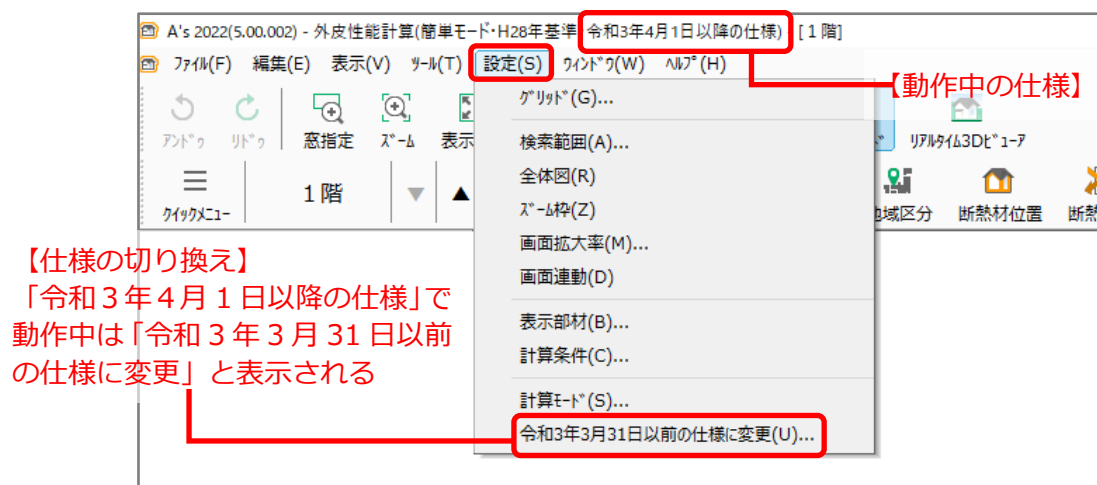 A's 2022(5.00.002) - 外皮性能計算(簡単モード・H28年基準・令和3年4月1日以降の仕様) - [1階]
ファイル(F) 編集(E) 表示(V) ツール(T) 設定(S) ウィンドウ(W) ヘルプ(H)
【動作中の仕様】
アンドゥ リドゥ 窓指定 ズーム 表示 リアルタイム3Dビューア
クイックメニュー 1階 ▼ ▲ 地域区分 断熱材位置 断熱
グリッド(G)...
検索範囲(A)...
全体図(R)
ズーム枠(Z)
画面拡大率(M)...
画面連動(D)
表示部材(B)...
計算条件(C)...
計算モード(S)...
令和3年3月31日以前の仕様に変更(U)...
【仕様の切り換え】
「令和３年４月１日以降の仕様」で
動作中は「令和３年３月 31 日以前
の仕様に変更」と表示される